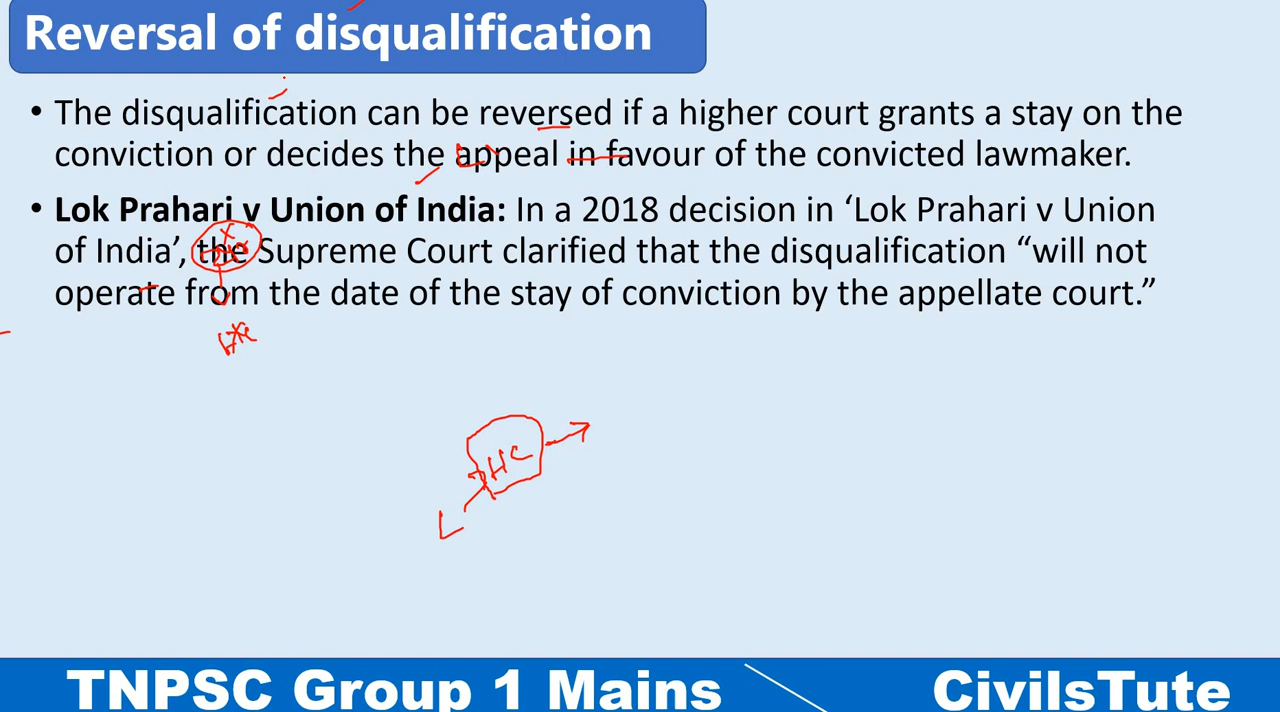 Reversal of disqualification
• The disqualification can be reversed if a higher court grants a stay on the
conviction or decides the appeal in favour of the convicted lawmaker.
• Lok Prahari v Union of India: In a 2018 decision in ‘Lok Prahari v Union
of India’, the Supreme Court clarified that the disqualification “will not
operate from the date of the stay of conviction by the appellate court.”
HC
TNPSC Group 1 Mains
CivilsTute